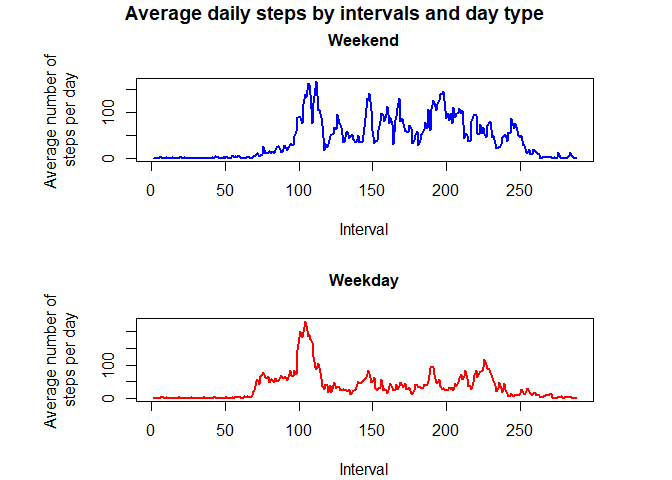 Average daily steps by intervals and day type
Weekend
Average number of
steps per day
0 100
0 50 100 150 200 250
Interval
Weekday
Average number of
steps per day
0 100
0 50 100 150 200 250
Interval